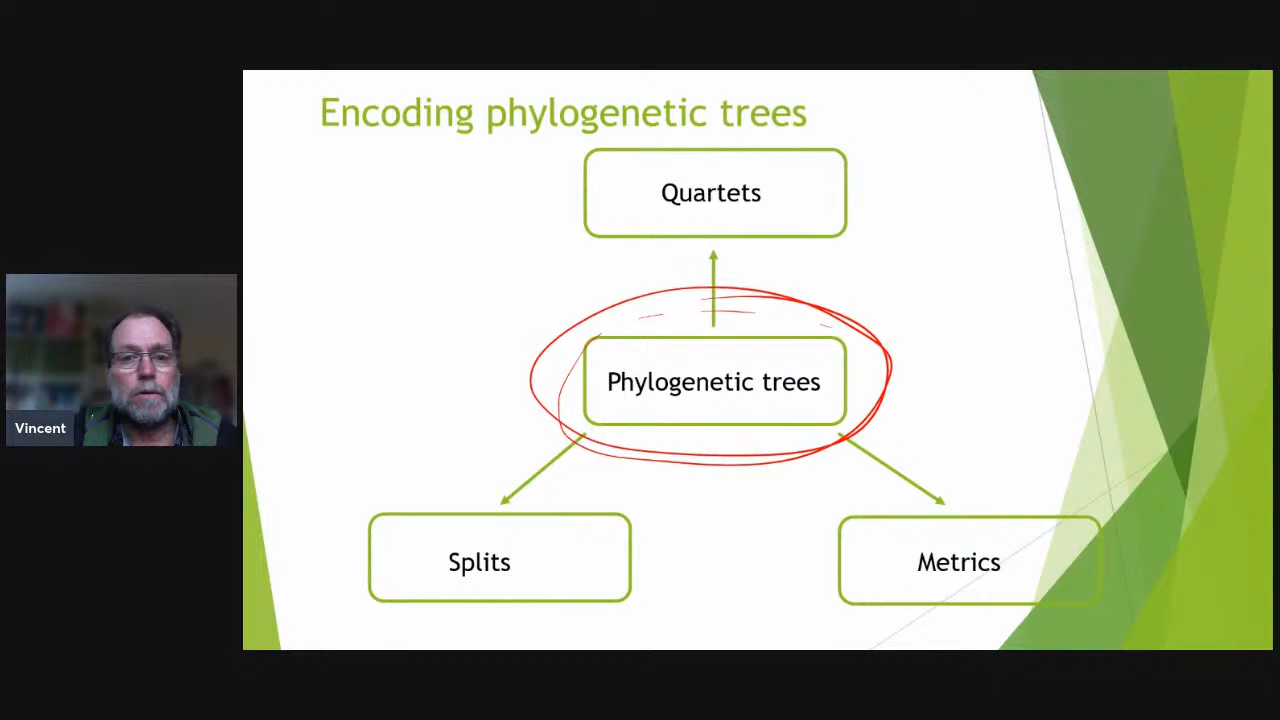 Encoding phylogenetic trees
Quartets
Phylogenetic trees
Vincent
Splits
Metrics